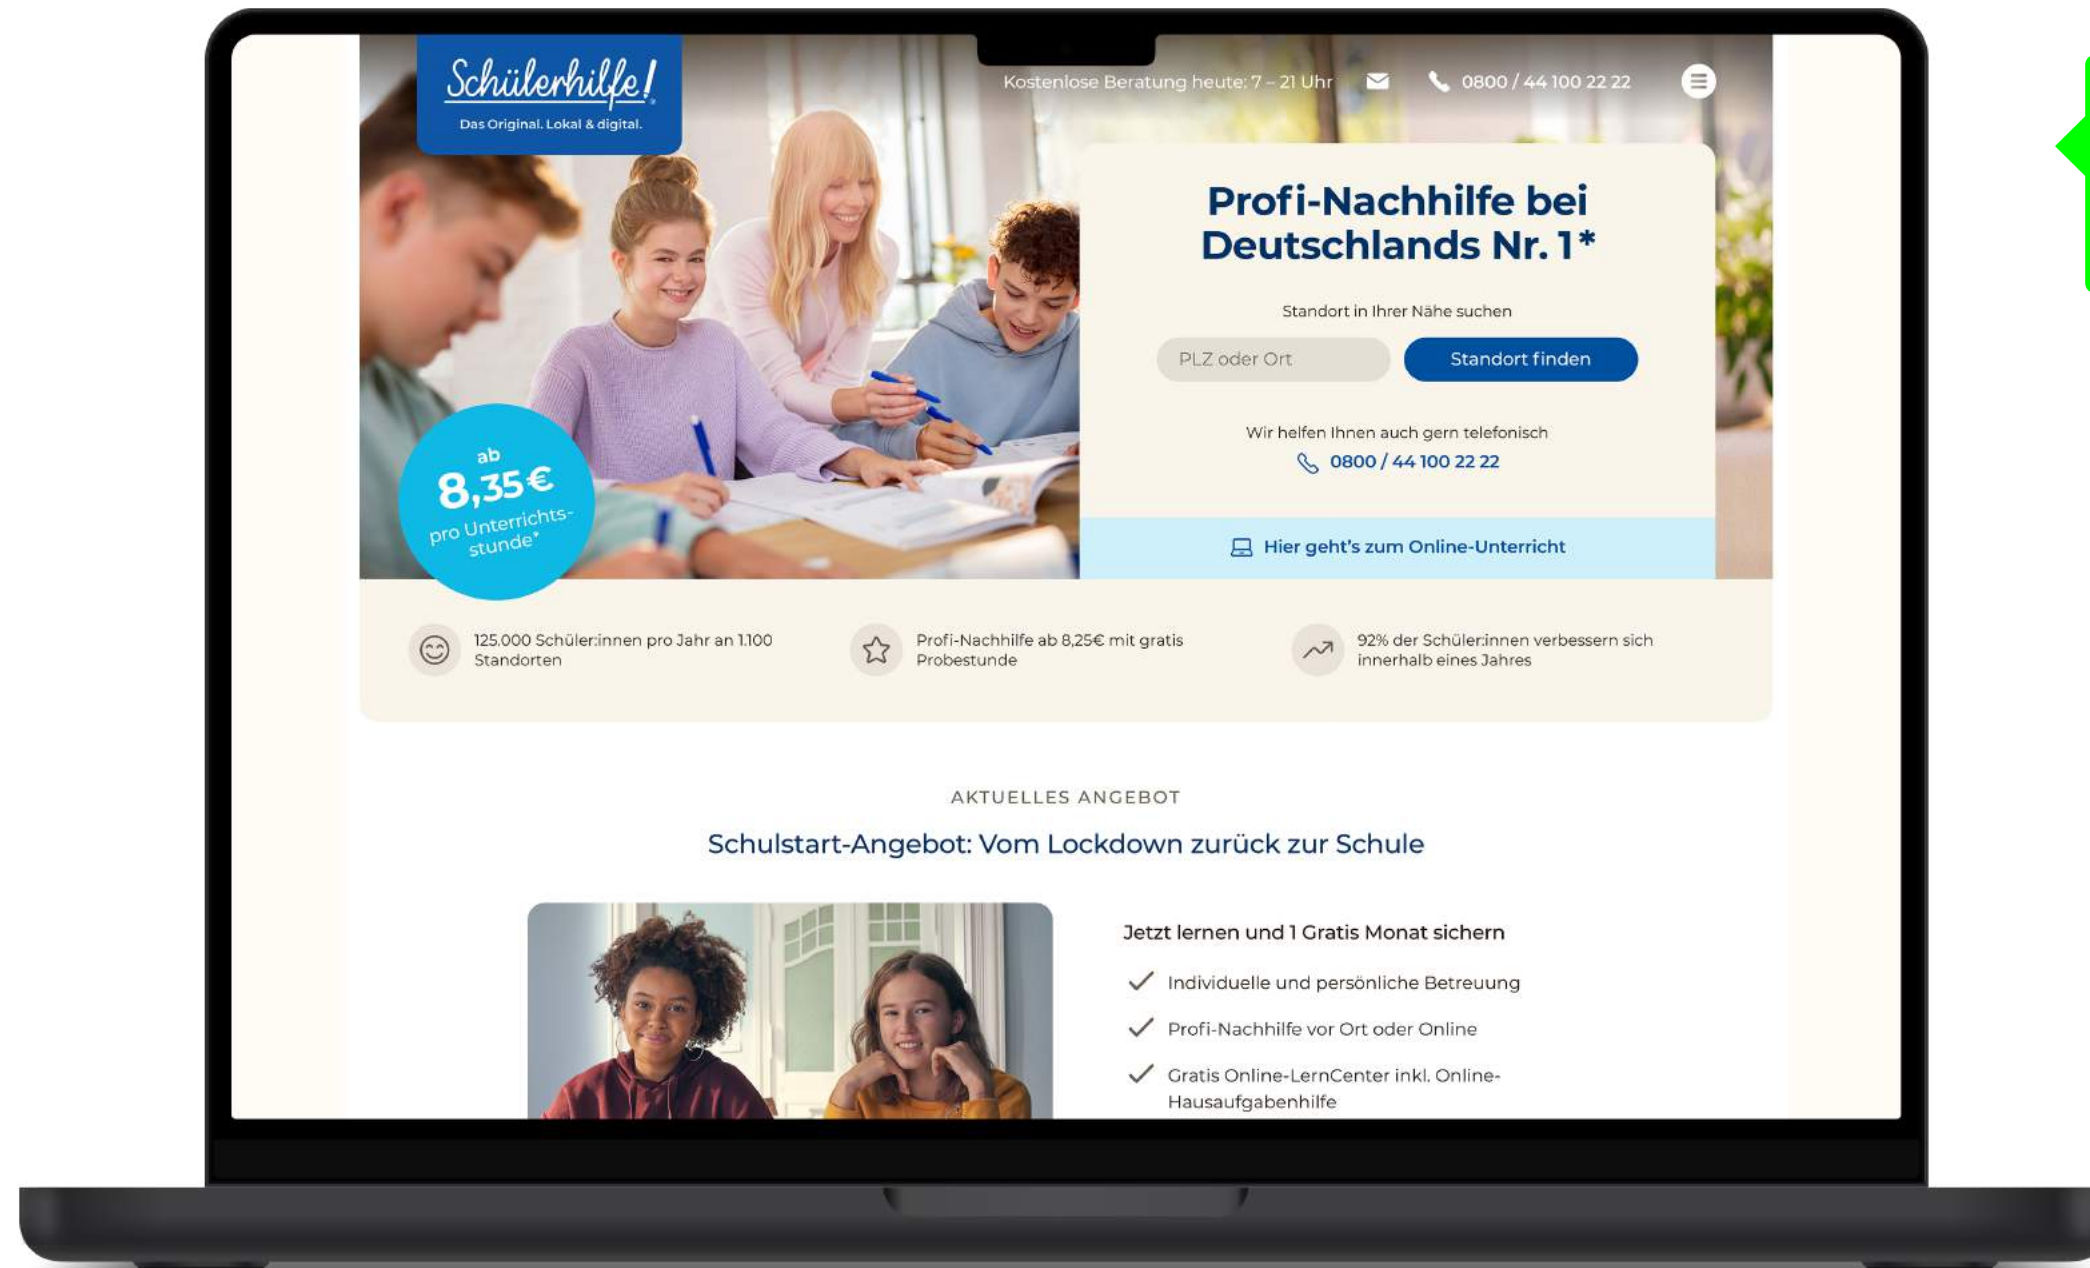 Schülerhilfe!
Das Original. Lokal & digital.
Kostenlose Beratung heute: 7 – 21 Uhr
0800 / 44 100 22 22
Profi-Nachhilfe bei
Deutschlands Nr. 1*
Standort in Ihrer Nähe suchen
PLZ oder Ort
Standort finden
Wir helfen Ihnen auch gern telefonisch
0800 / 44 100 22 22
Hier geht's zum Online-Unterricht
ab
8,35€
pro Unterrichts-
stunde*
125.000 Schüler:innen pro Jahr an 1.100
Standorten
Profi-Nachhilfe ab 8,25€ mit gratis
Probestunde
92% der Schüler:innen verbessern sich
innerhalb eines Jahres
AKTUELLES ANGEBOT
Schulstart-Angebot: Vom Lockdown zurück zur Schule
Jetzt lernen und 1 Gratis Monat sichern
Individuelle und persönliche Betreuung
Profi-Nachhilfe vor Ort oder Online
Gratis Online-LernCenter inkl. Online-
Hausaufgabenhilfe